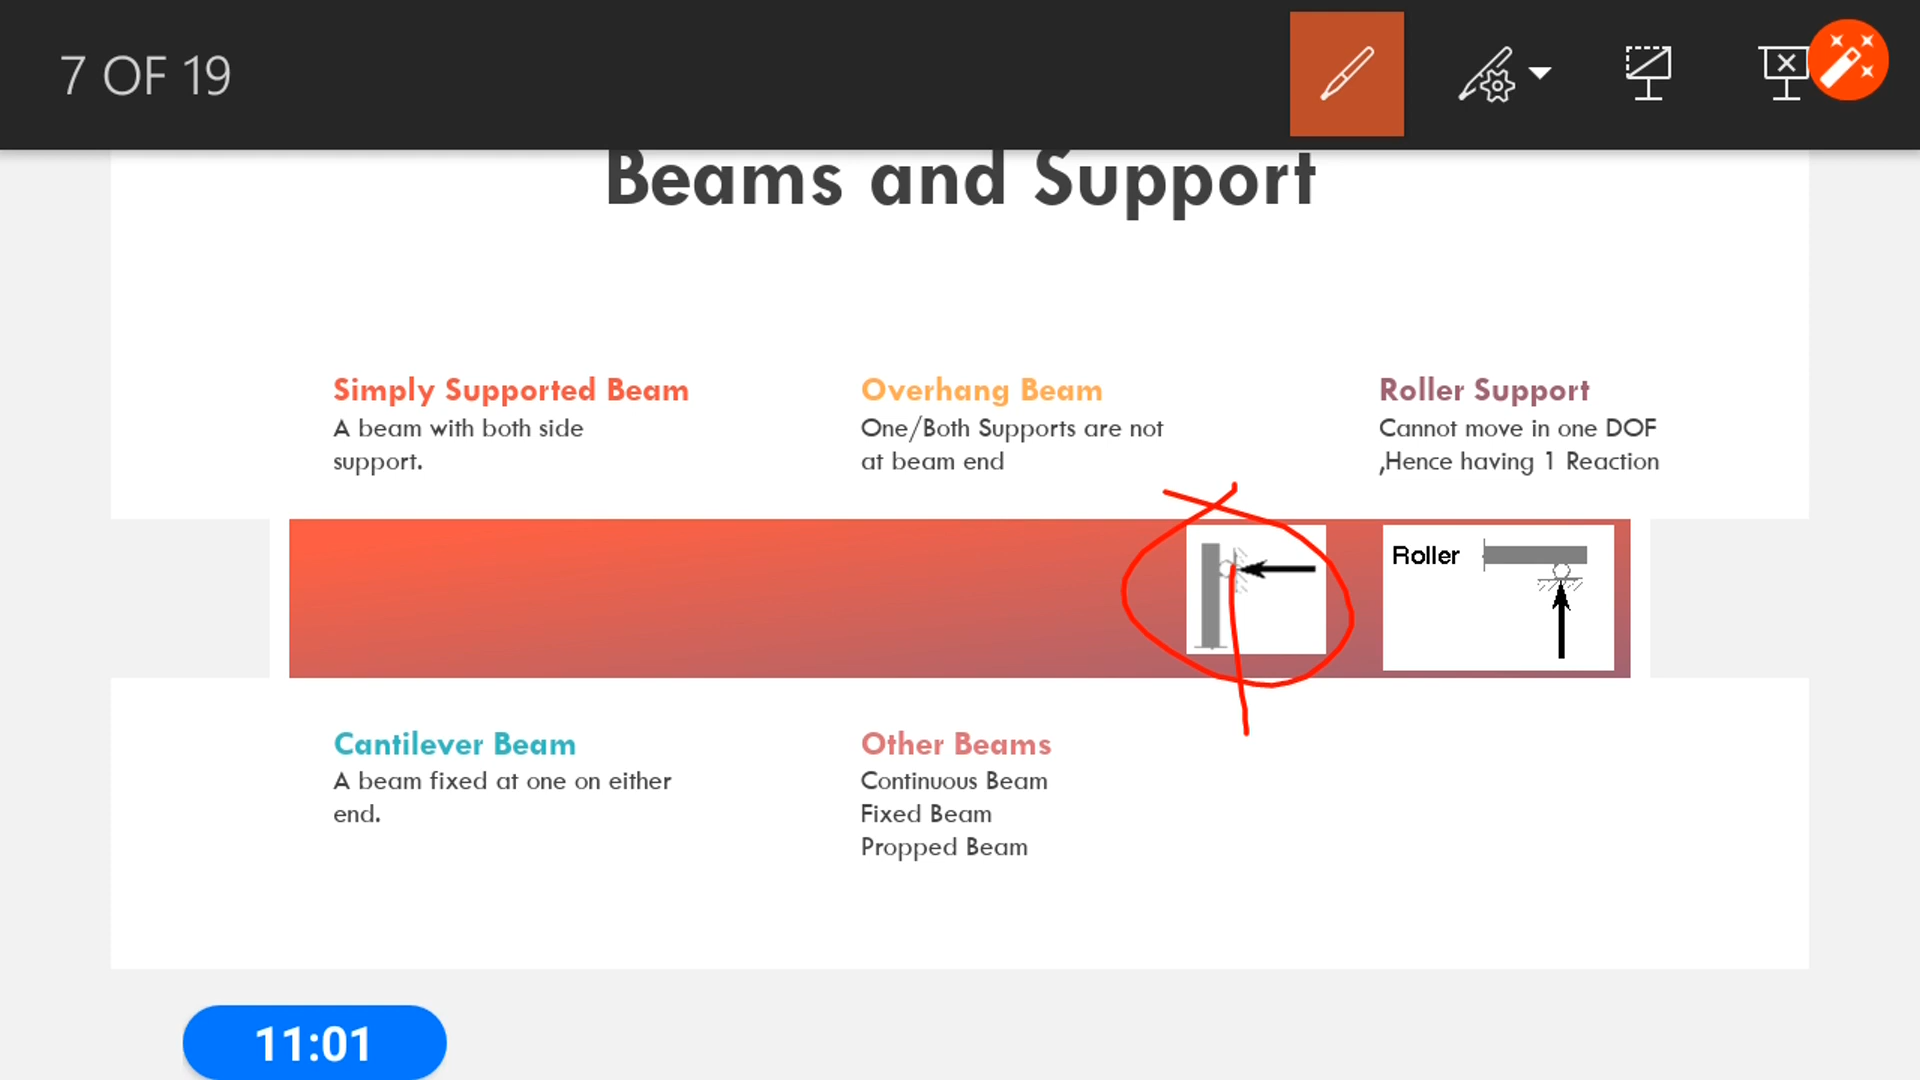 7 OF 19
Beams and Support
Simply Supported Beam
A beam with both side
support.
Overhang Beam
One/Both Supports are not
at beam end
Roller Support
Cannot move in one DOF
,Hence having 1 Reaction
Roller
Cantilever Beam
A beam fixed at one on either
end.
Other Beams
Continuous Beam
Fixed Beam
Propped Beam
11:01